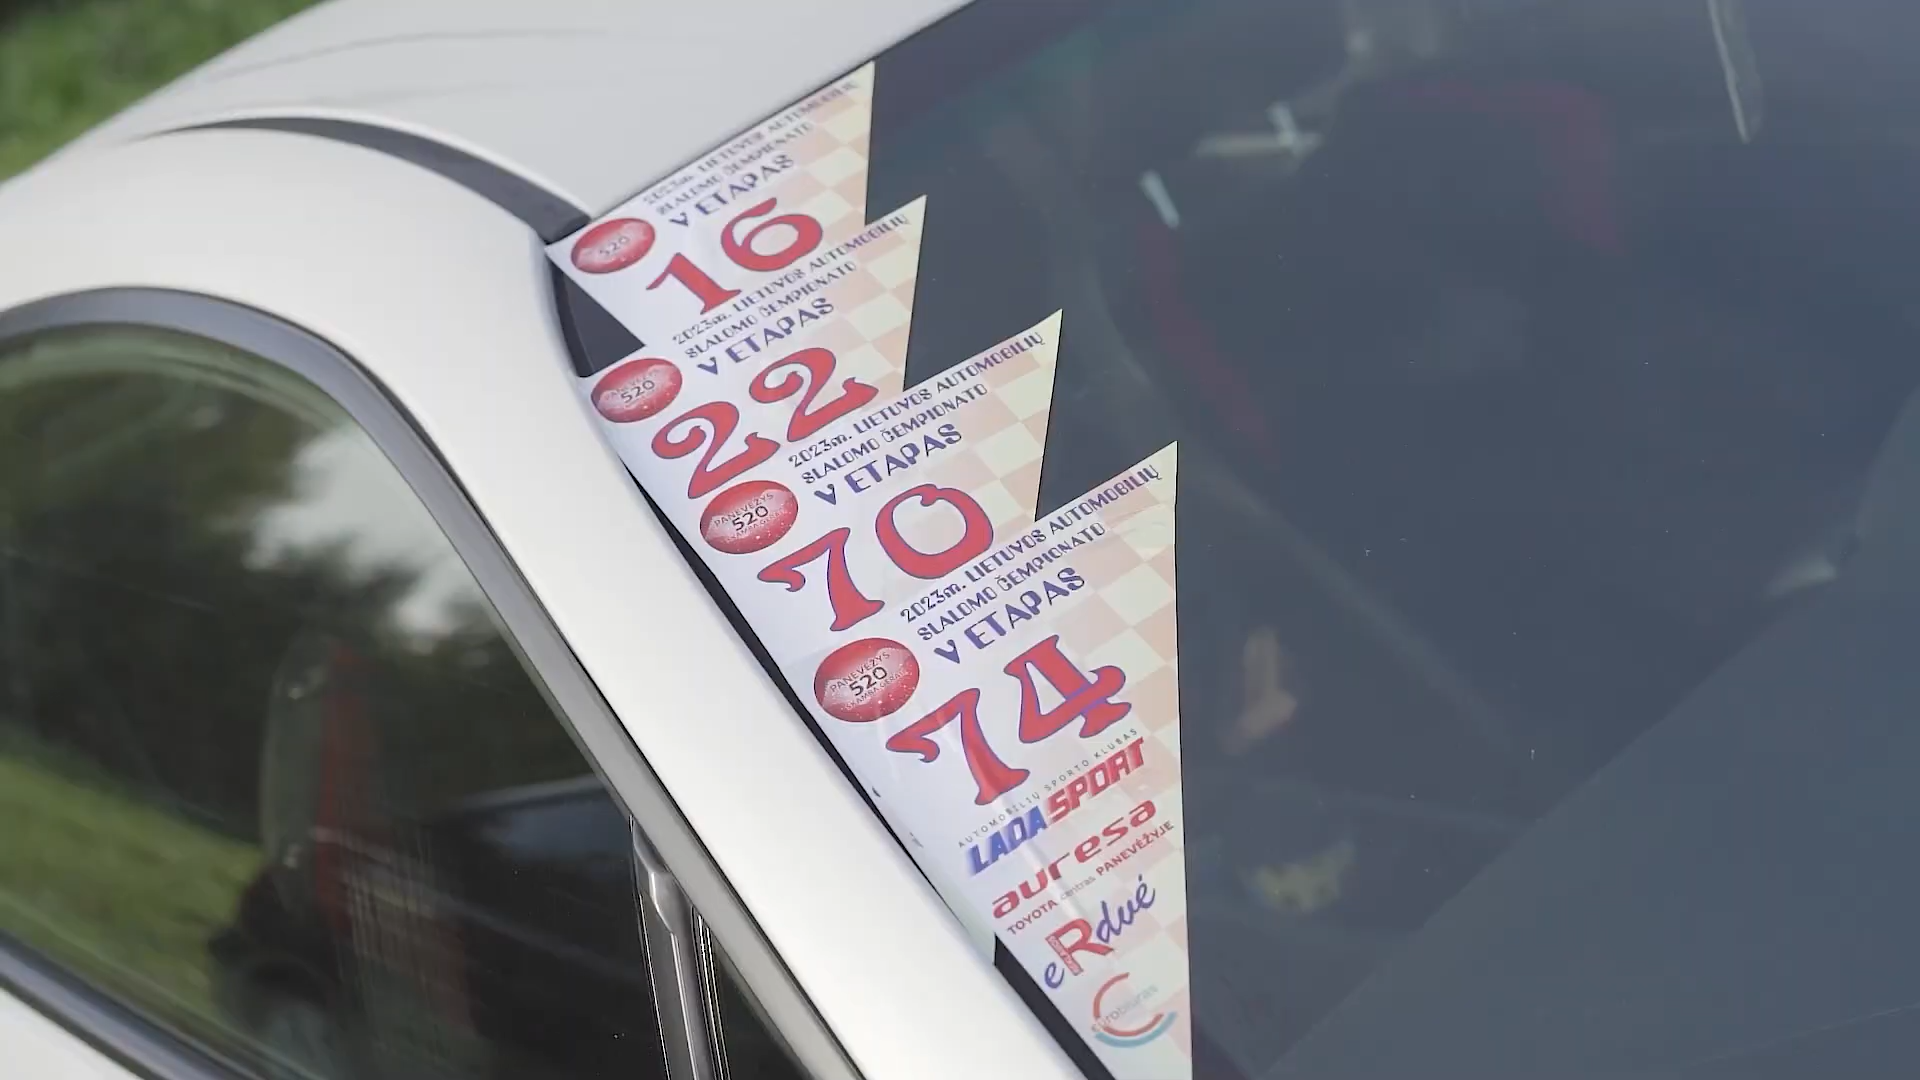 2023m. LIETUVOS AUTOMOBILIŲ
SLALOMO ČEMPIONATO
V ETAPAS
520
16
2023m. LIETUVOS AUTOMOBILIŲ
SLALOMO ČEMPIONATO
V ETAPAS
520
22
2023m. LIETUVOS AUTOMOBILIŲ
SLALOMO ČEMPIONATO
V ETAPAS
PANEVĖŽYS
520
70
2023m. LIETUVOS AUTOMOBILIŲ
SLALOMO ČEMPIONATO
V ETAPAS
PANEVĖŽYS
520
74
AUTOMOBILIŲ SPORTO KLUBAS
LADA SPORT
auresa
TOYOTA centras PANEVĖŽYJE
eRdvė
eurobiuras